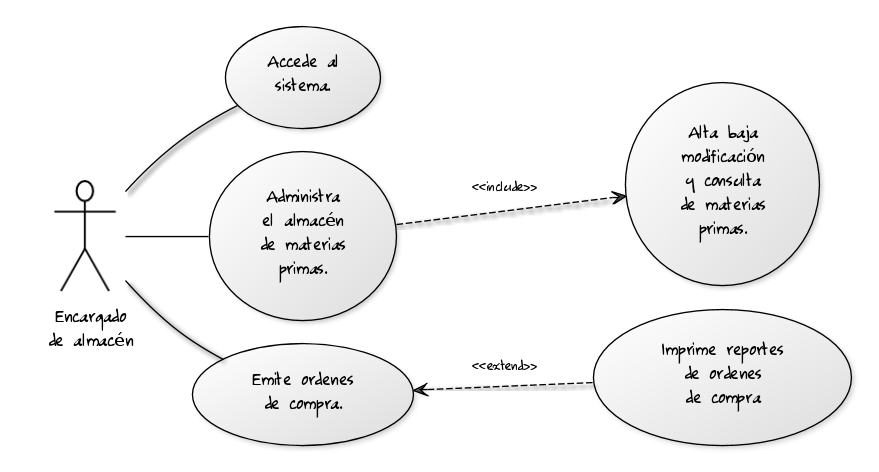 Accede al
sistema.
Administra
el almacén
de materias
primas.
<<include>>
Alta baja
modificación
y consulta
de materias
primas.
Encargado
de almacén
Emite ordenes
de compra.
<<extend>>
Imprime reportes
de ordenes
de compra